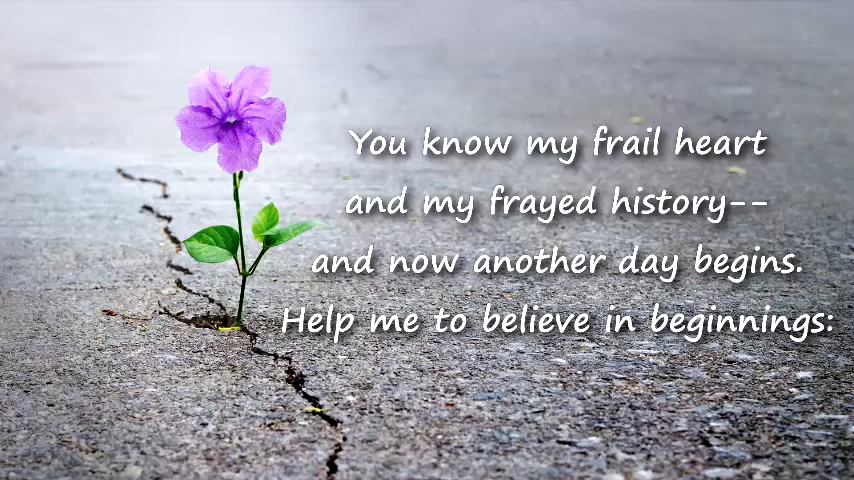 You know my frail heart
and my frayed history--
and now another day begins.
Help me to believe in beginnings: